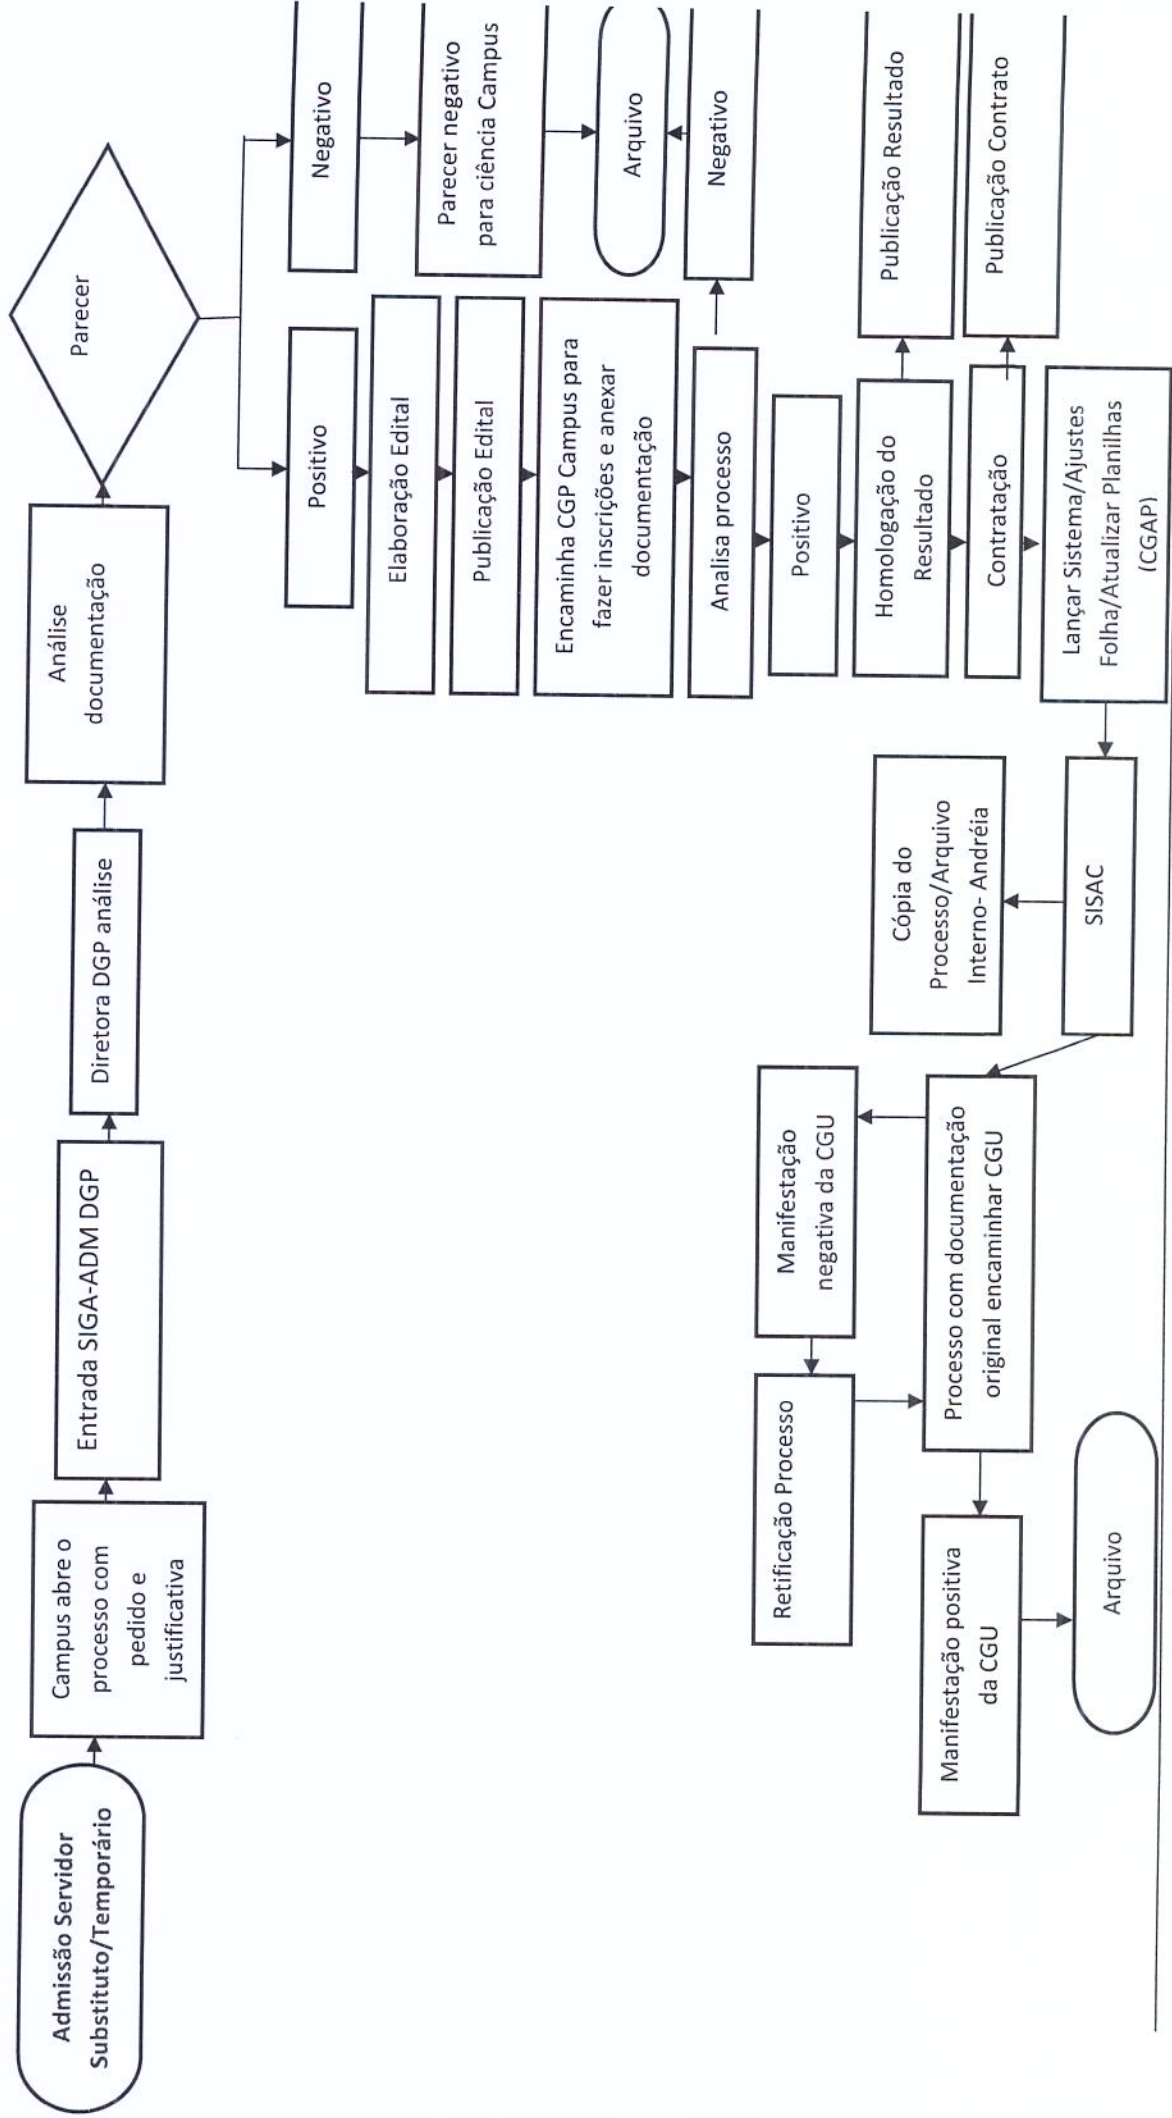 Admissão Servidor
Substituto/Temporário
Campus abre o
processo com
pedido e
justificativa
Entrada SIGA-ADM DGP
Diretora DGP análise
Análise
documentação
Parecer
Positivo
Elaboração Edital
Publicação Edital
Encaminha CGP Campus para
fazer inscrições e anexar
documentação
Analisa processo
Positivo
Homologação do
Resultado
Contratação
Lançar Sistema/Ajustes
Folha/Atualizar Planilhas
(CGAP)
Negativo
Parecer negativo
para ciência Campus
Arquivo
Negativo
Publicação Resultado
Publicação Contrato
SISAC
Cópia do
Processo/Arquivo
Interno- Andréia
Processo com documentação
original encaminhar CGU
Manifestação
negativa da CGU
Retificação Processo
Manifestação positiva
da CGU
Arquivo